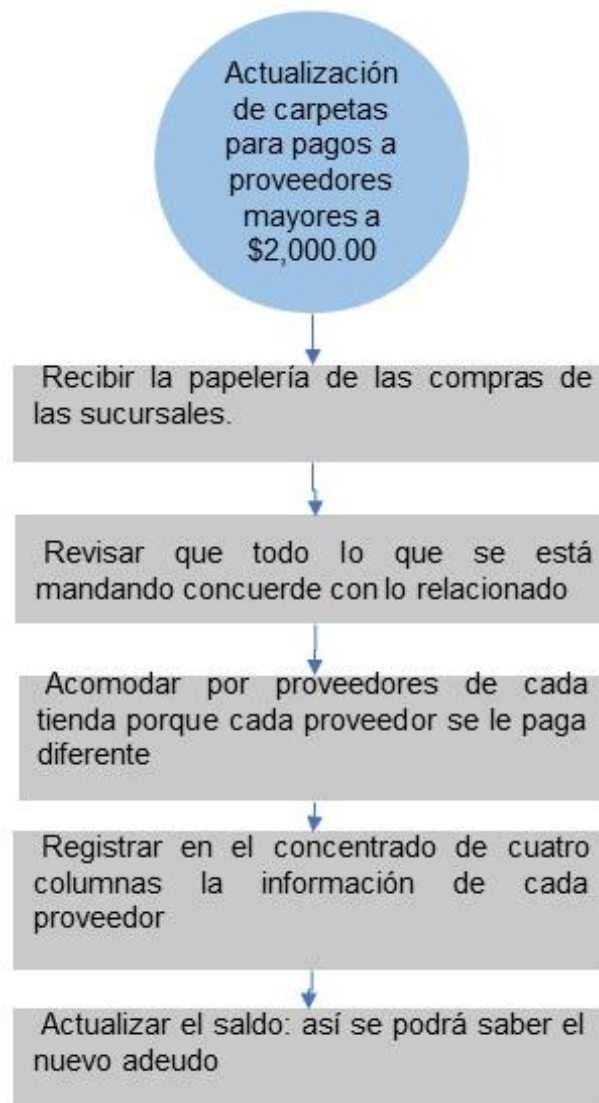 Actualización
de carpetas
para pagos a
proveedores
mayores a
$2,000.00
Recibir la papelería de las compras de
las sucursales.
Revisar que todo lo que se está
mandando concuerde con lo relacionado
Acomodar por proveedores de cada
tienda porque cada proveedor se le paga
diferente
Registrar en el concentrado de cuatro
columnas la información de cada
proveedor
Actualizar el saldo: así se podrá saber el
nuevo adeudo